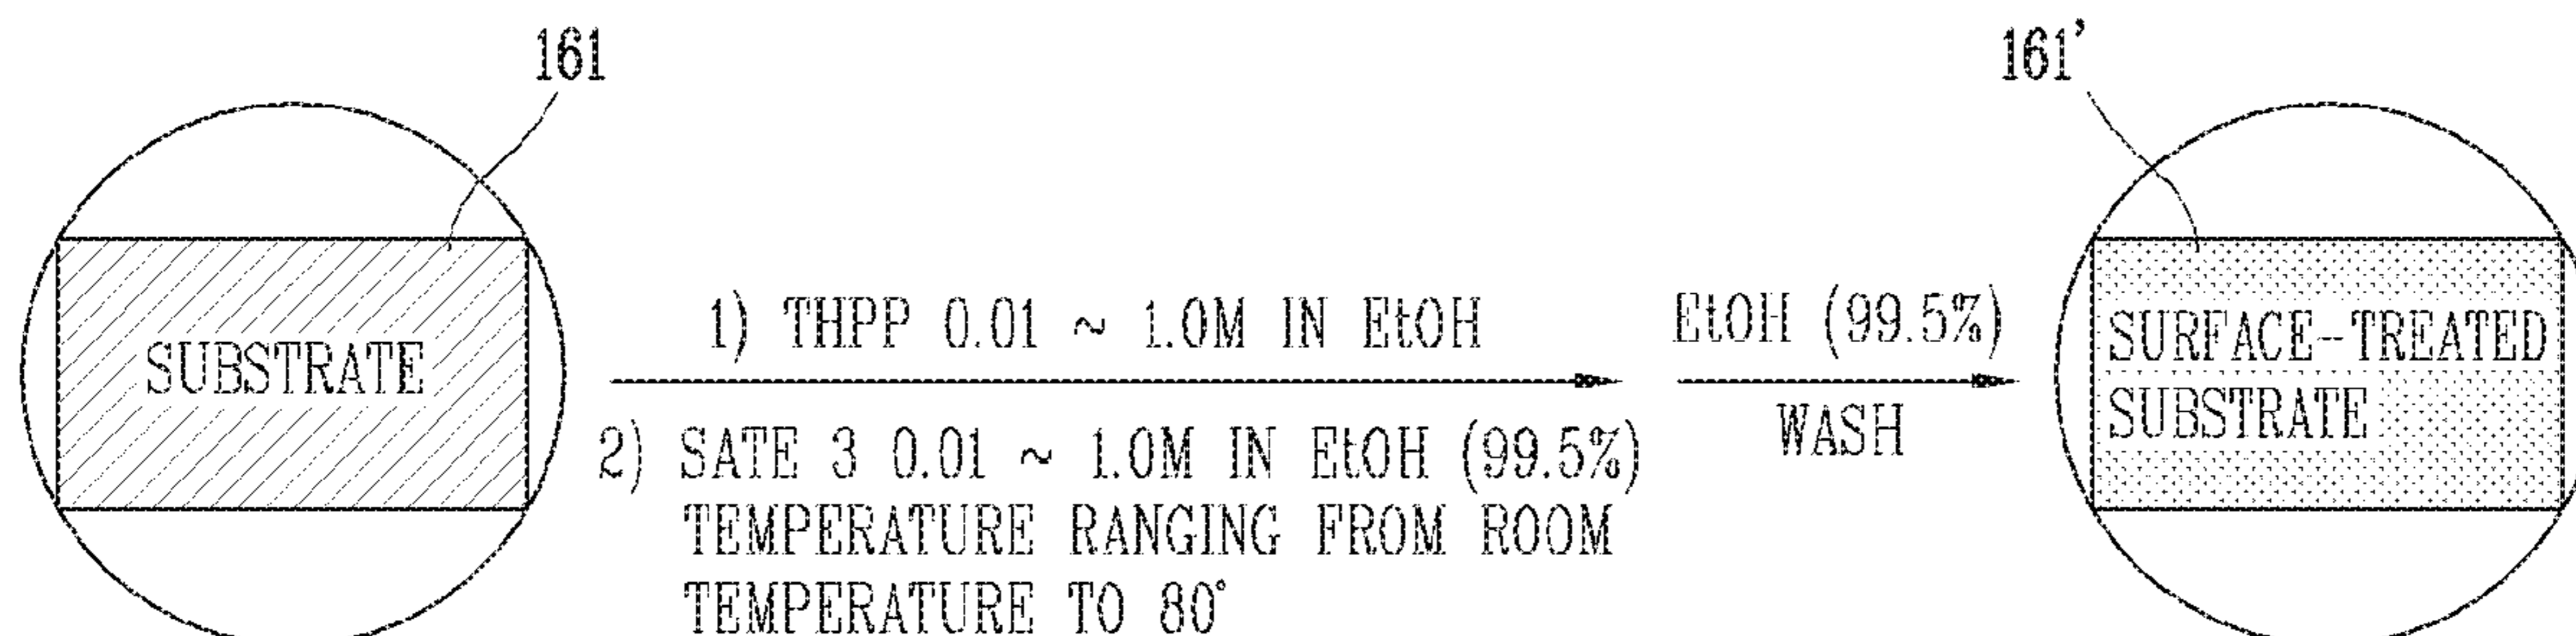 161
161'
SUBSTRATE
1) THPP 0.01 ~ 1.0M IN EtOH
2) SATE 3 0.01 ~ 1.0M IN EtOH (99.5%)
TEMPERATURE RANGING FROM ROOM
TEMPERATURE TO 80°
EtOH (99.5%)
WASH
SURFACE-TREATED
SUBSTRATE